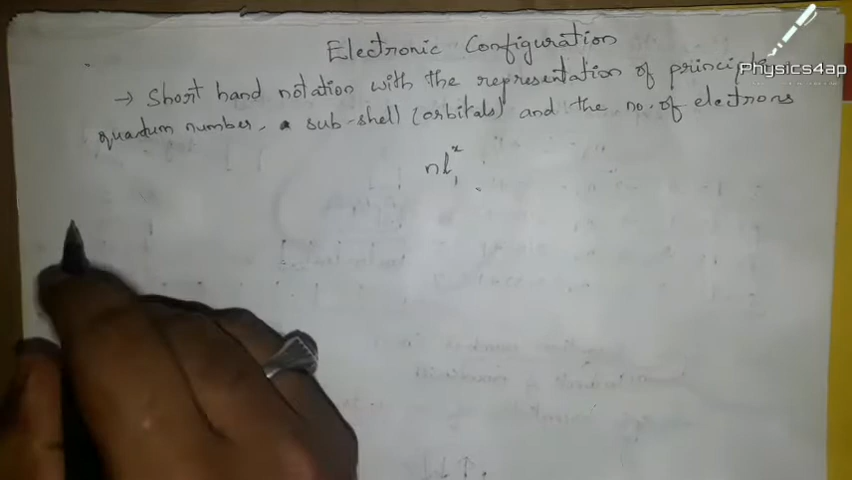 Electronic Configuration
Physics4ap
→ Short hand notation with the representation of principle
quantum number, sub-shell (orbitals) and the no. of electrons
nlˣ